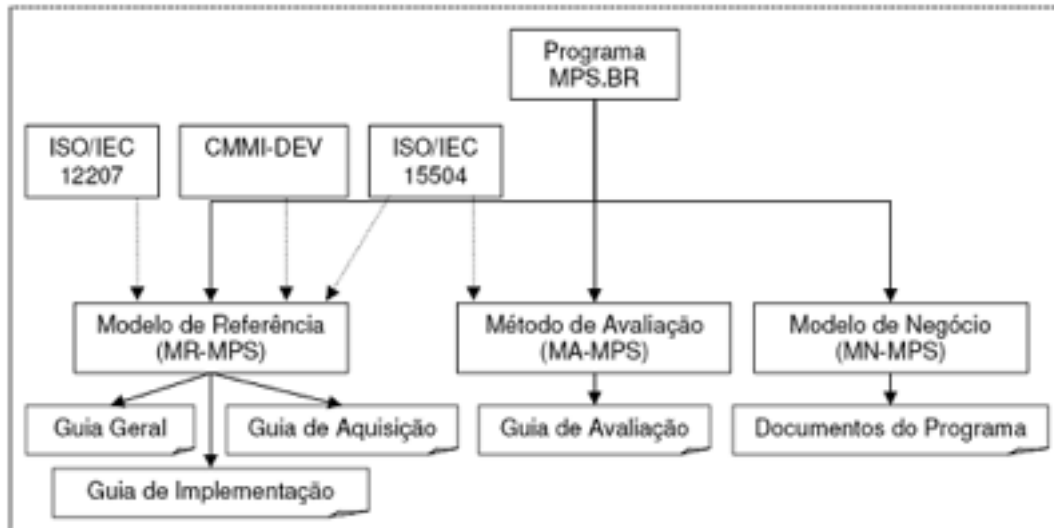 Programa
MPS.BR
ISO/IEC
12207
CMMI-DEV
ISO/IEC
15504
Modelo de Referência
(MR-MPS)
Método de Avaliação
(MA-MPS)
Modelo de Negócio
(MN-MPS)
Guia Geral
Guia de Aquisição
Guia de Avaliação
Documentos do Programa
Guia de Implementação